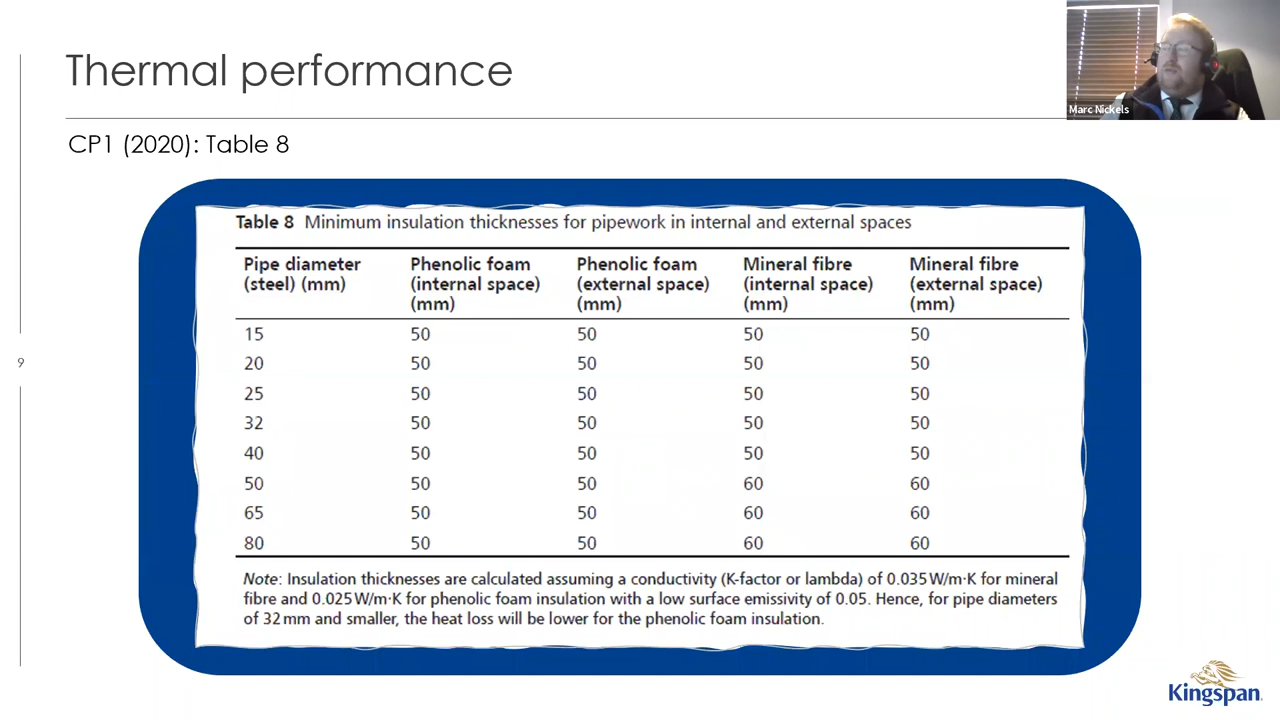 Thermal performance
Marc Nickels
CP1 (2020): Table 8
Table 8 Minimum insulation thicknesses for pipework in internal and external spaces
Pipe diameter (steel) (mm) Phenolic foam (internal space) (mm) Phenolic foam (external space) (mm) Mineral fibre (internal space) (mm) Mineral fibre (external space) (mm)
15 50 50 50 50
20 50 50 50 50
25 50 50 50 50
32 50 50 50 50
40 50 50 50 50
50 50 50 60 60
65 50 50 60 60
80 50 50 60 60
Note: Insulation thicknesses are calculated assuming a conductivity (K-factor or lambda) of 0.035 W/m·K for mineral
fibre and 0.025 W/m·K for phenolic foam insulation with a low surface emissivity of 0.05. Hence, for pipe diameters
of 32 mm and smaller, the heat loss will be lower for the phenolic foam insulation.
9
Kingspan